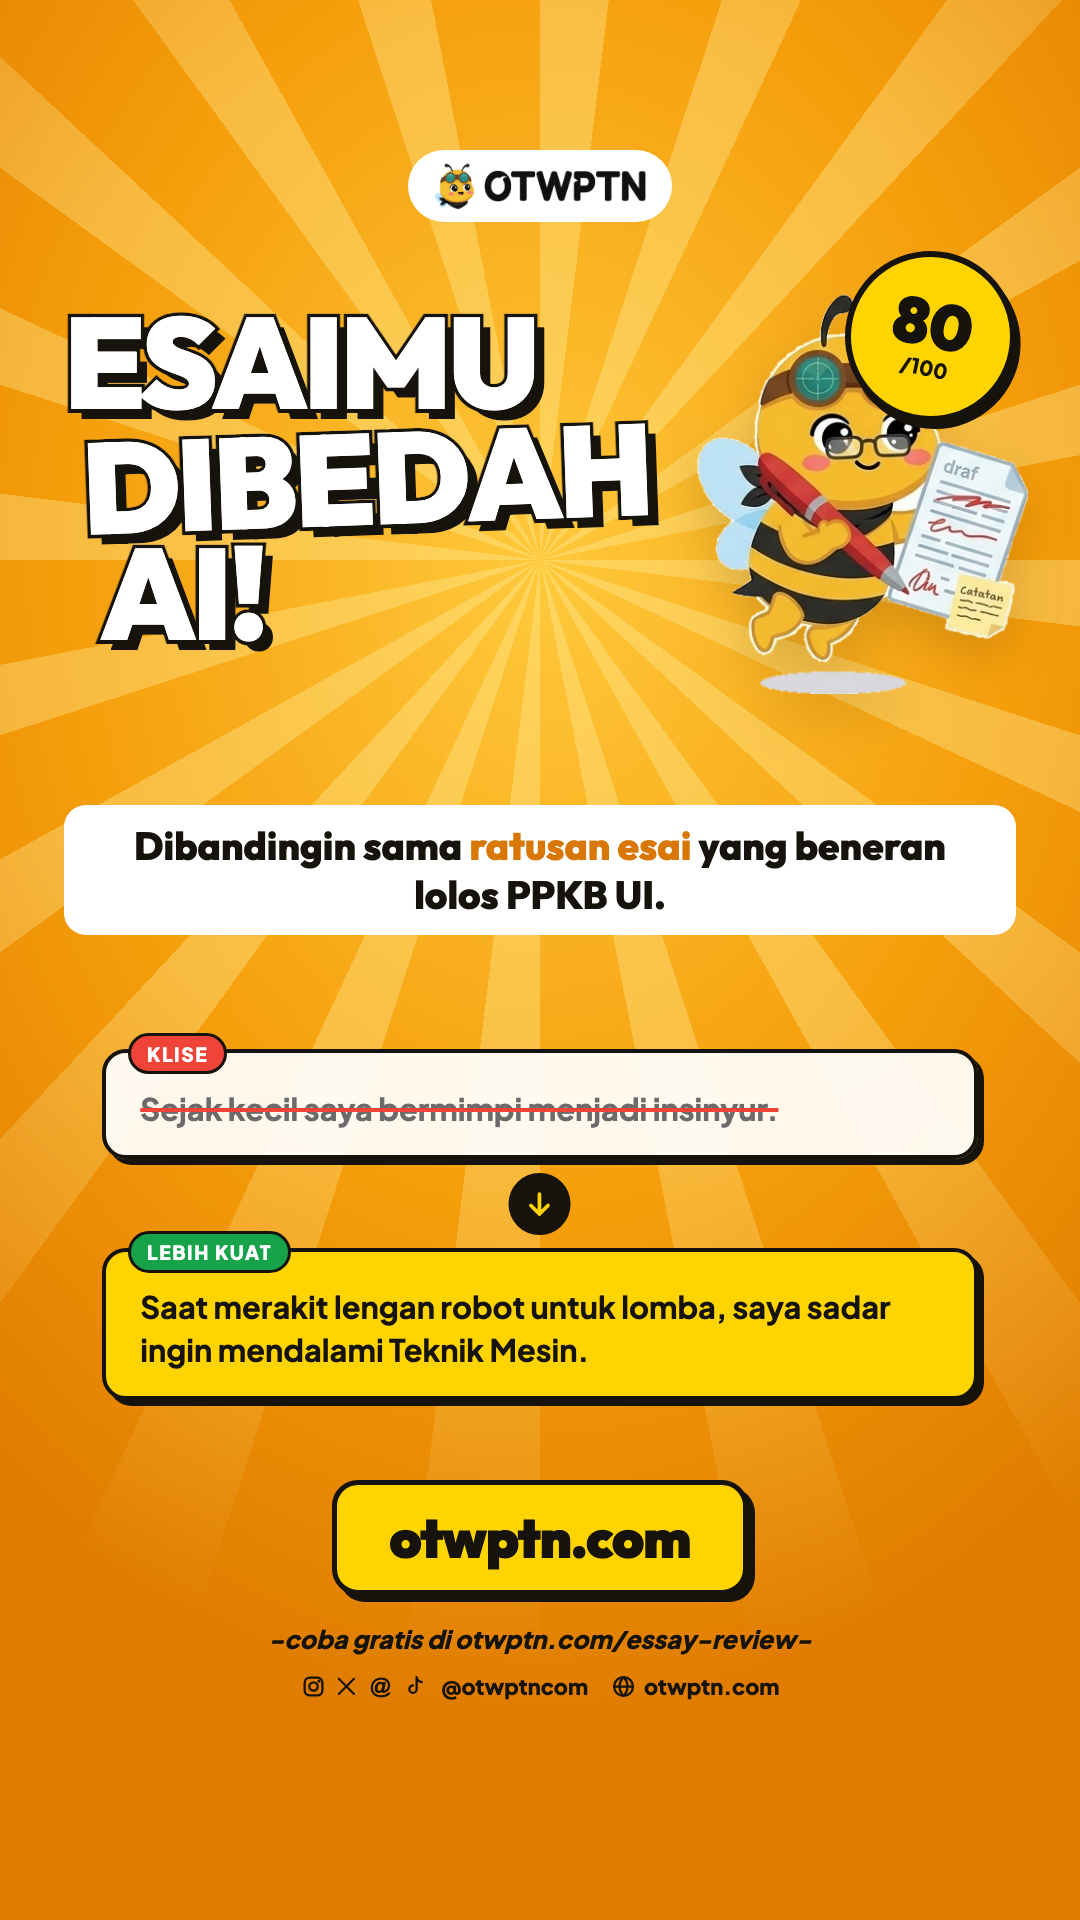 OTWPTN
80
/100
ESAIMU
DIBEDAH
AI!
draf
Catatan
Dibandingin sama ratusan esai yang beneran
lolos PPKB UI.
KLISE
Sejak kecil saya bermimpi menjadi insinyur.
LEBIH KUAT
Saat merakit lengan robot untuk lomba, saya sadar
ingin mendalami Teknik Mesin.
otwptn.com
-coba gratis di otwptn.com/essay-review-
@otwptncom otwptn.com